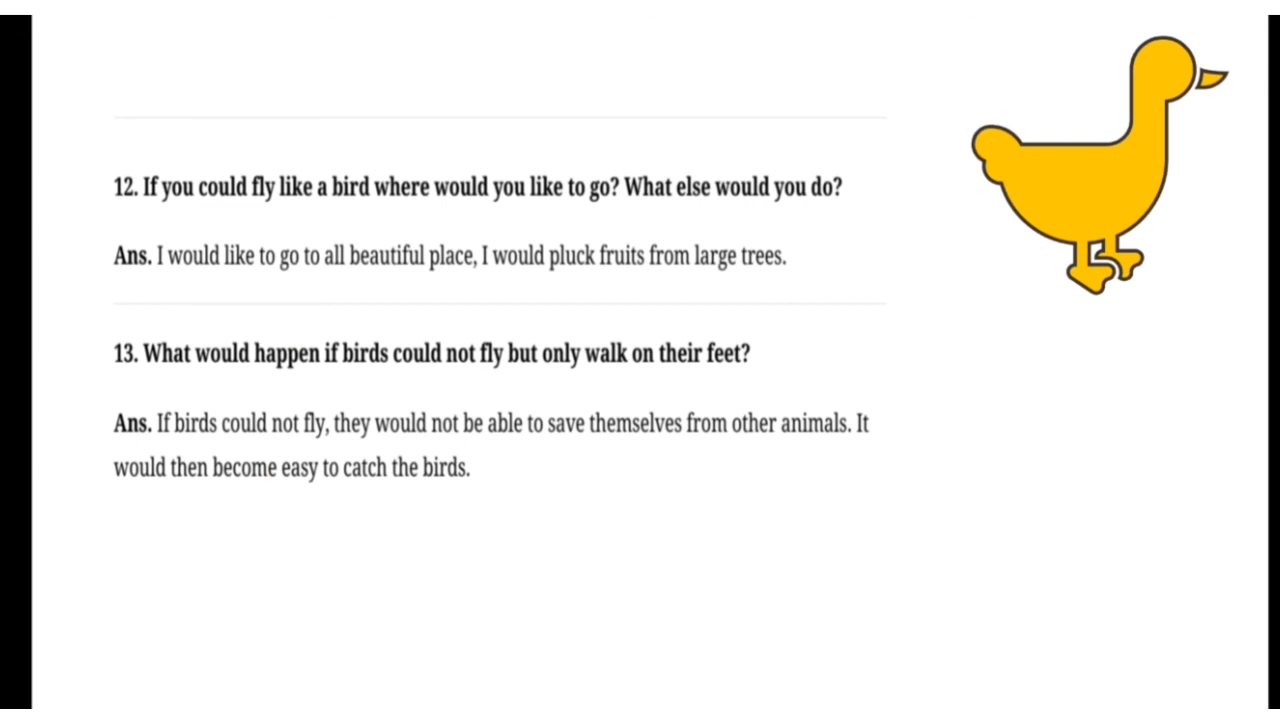 12. If you could fly like a bird where would you like to go? What else would you do?
Ans. I would like to go to all beautiful place, I would pluck fruits from large trees.
13. What would happen if birds could not fly but only walk on their feet?
Ans. If birds could not fly, they would not be able to save themselves from other animals. It
would then become easy to catch the birds.